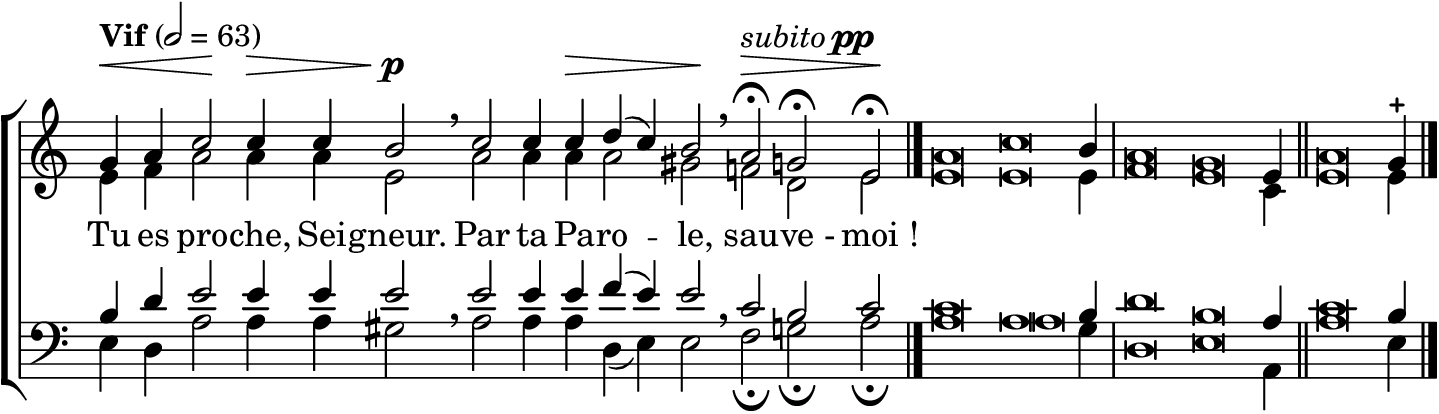 Vif (𝅗𝅥 = 63)
subito pp
p
Tu es proche, Seigneur. Par ta Paro -- le, sauve - moi !